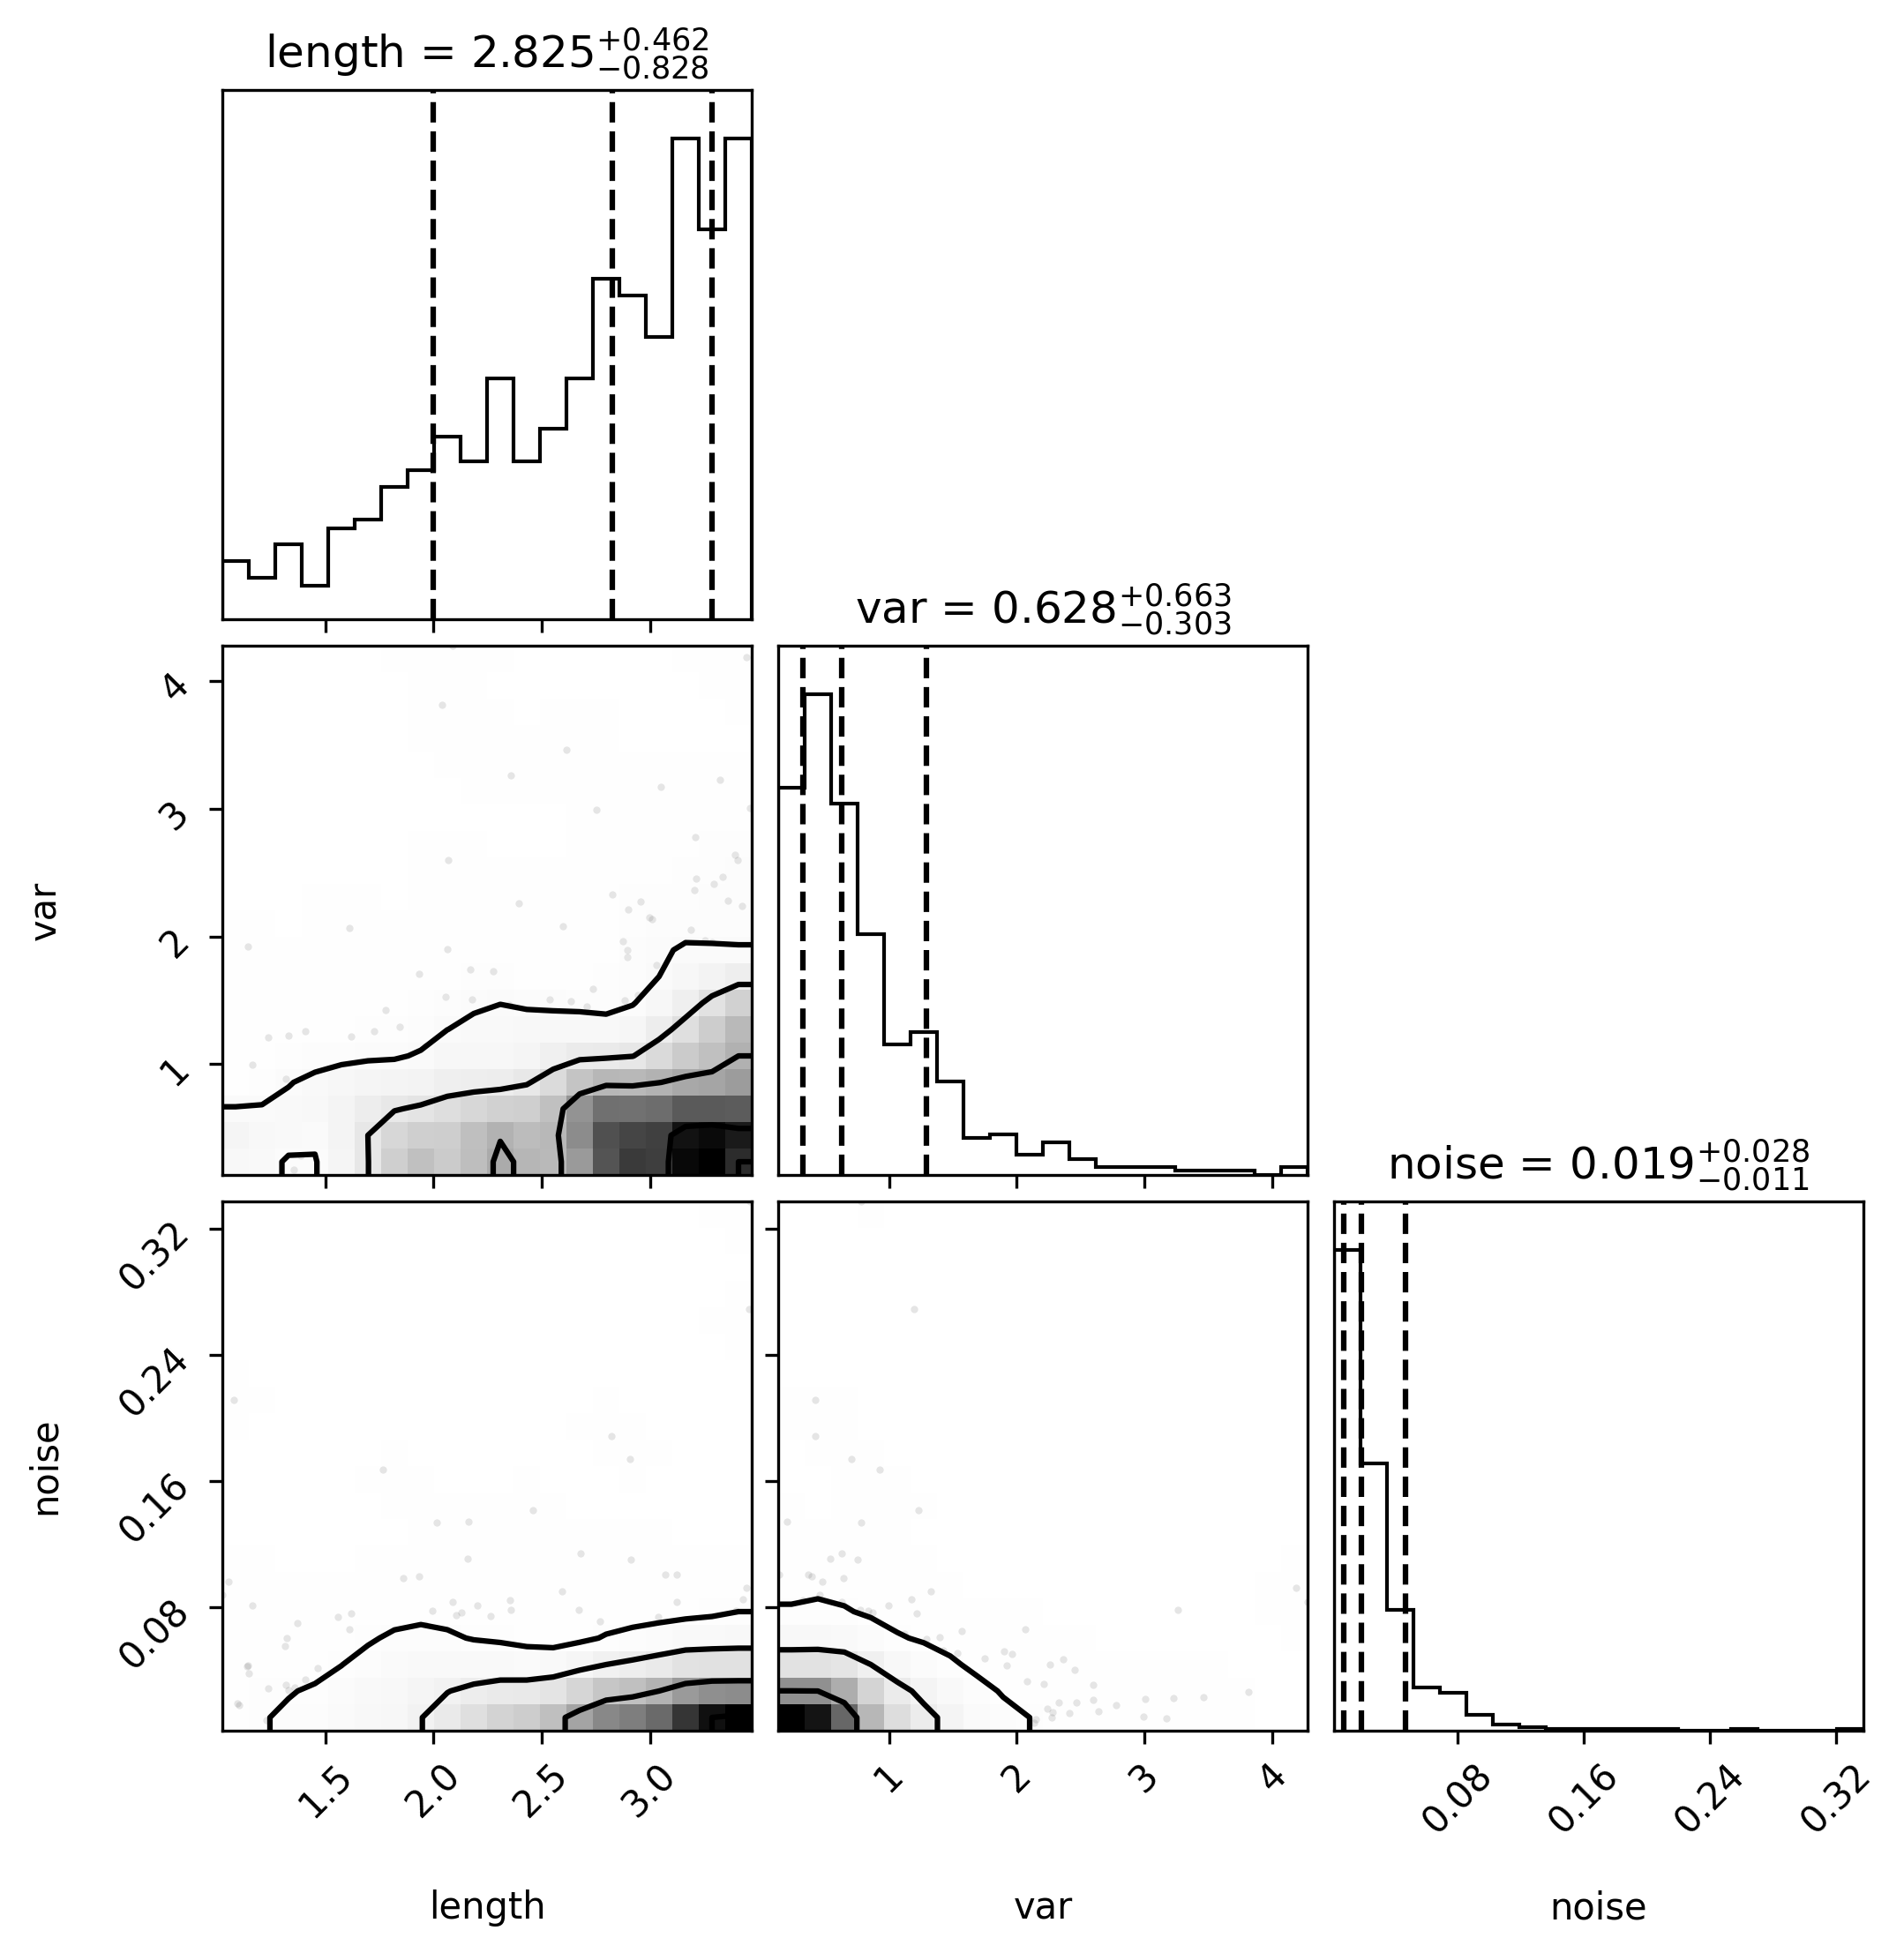 length = 2.825+0.462−0.828
var = 0.628+0.663−0.303
4
3
2
1
var
noise = 0.019+0.028−0.011
0.32
0.24
0.16
0.08
noise
1.5 2.0 2.5 3.0 1 2 3 4 0.08 0.16 0.24 0.32
length var noise